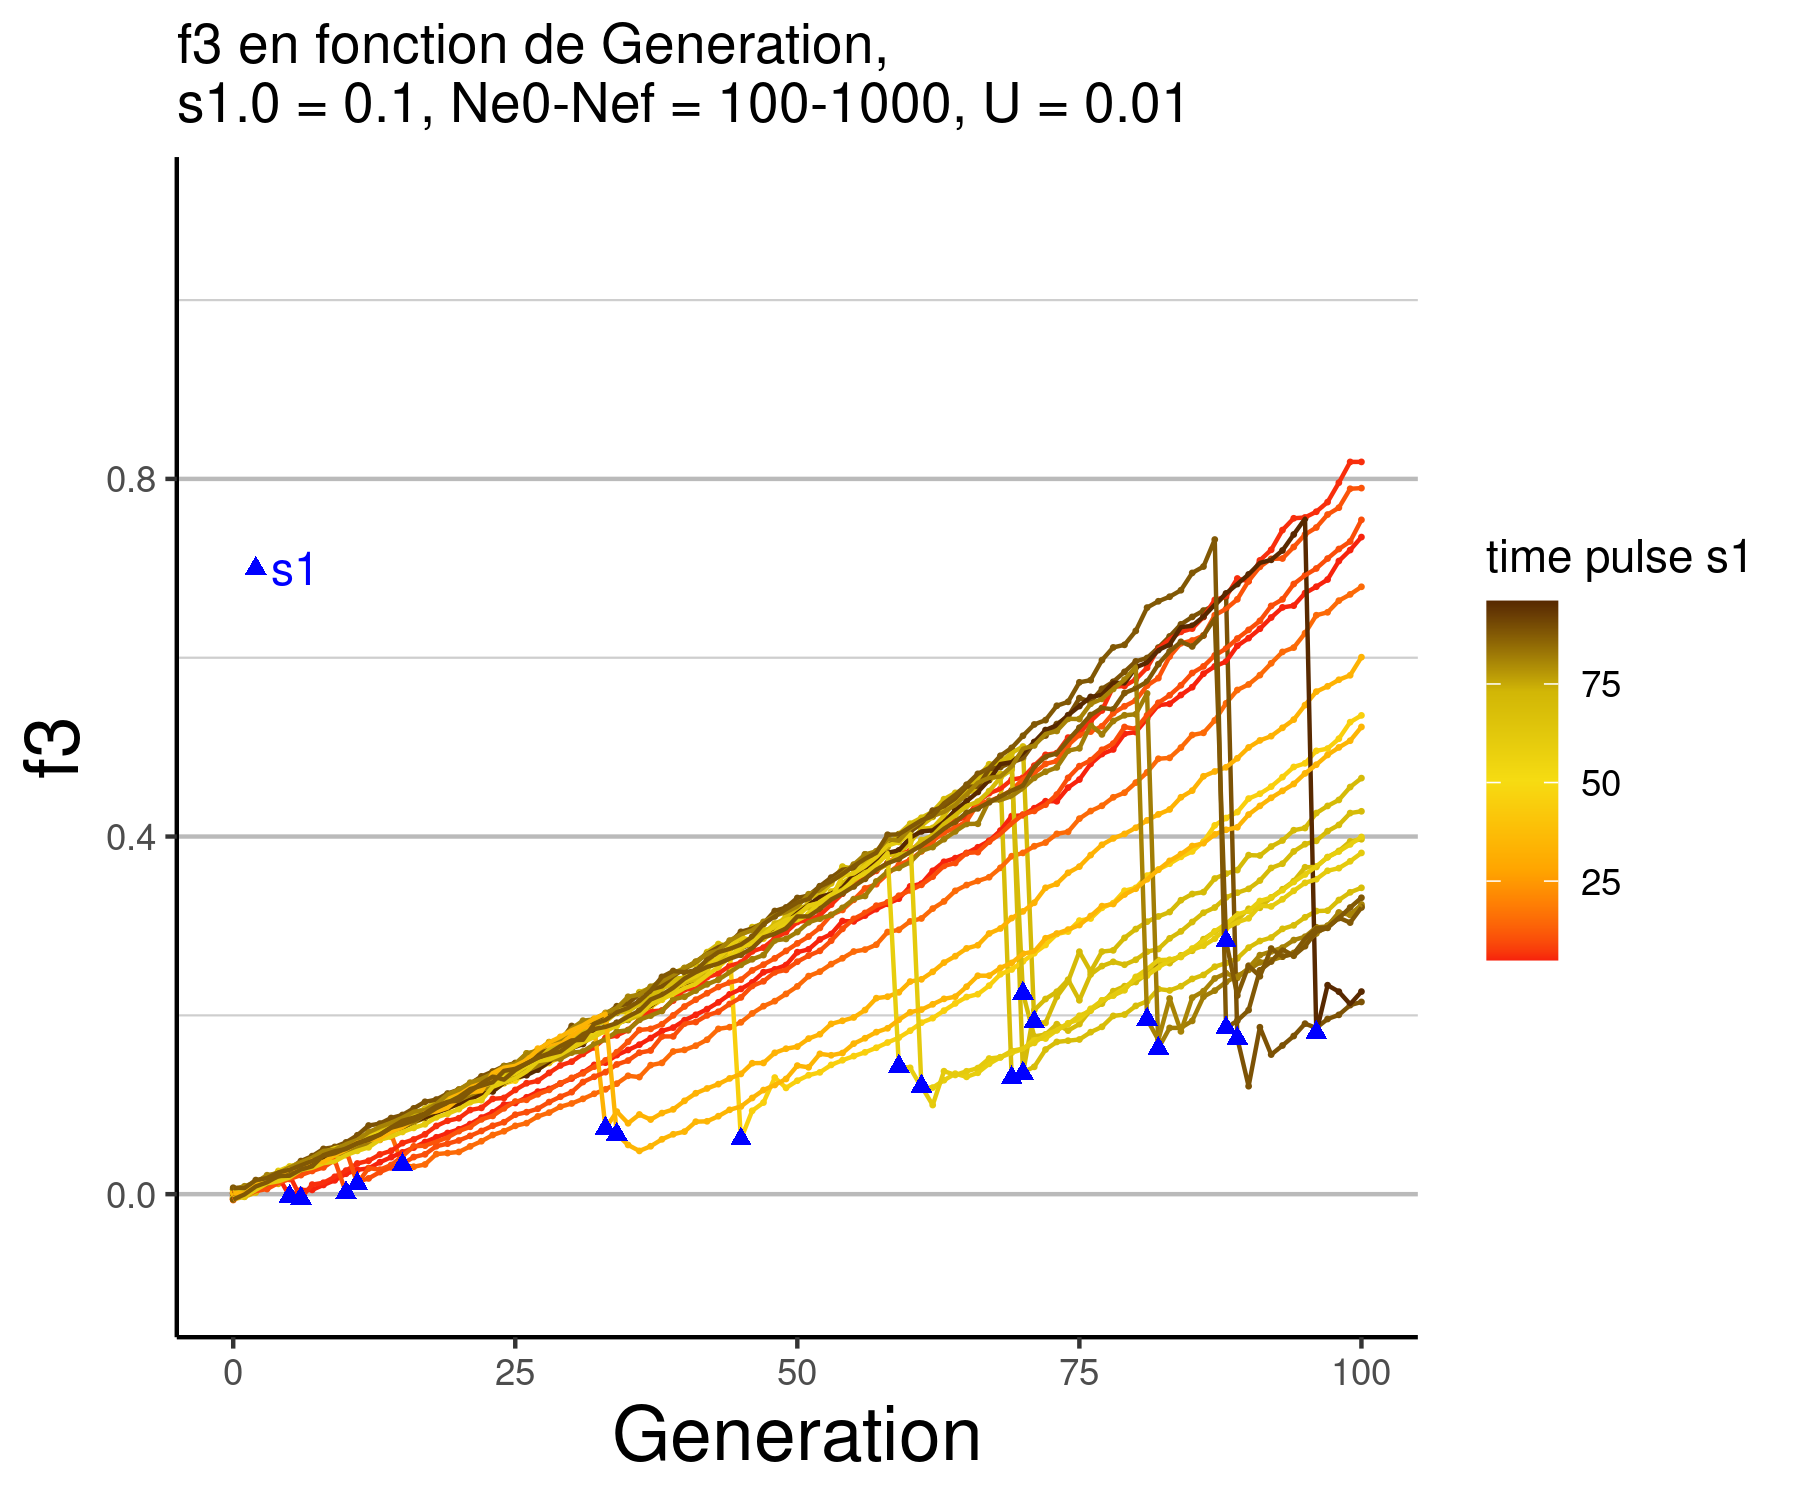 f3 en fonction de Generation,
s1.0 = 0.1, Ne0-Nef = 100-1000, U = 0.01
f3
0.8
0.4
0.0
s1
0 25 50 75 100
Generation
time pulse s1
75
50
25